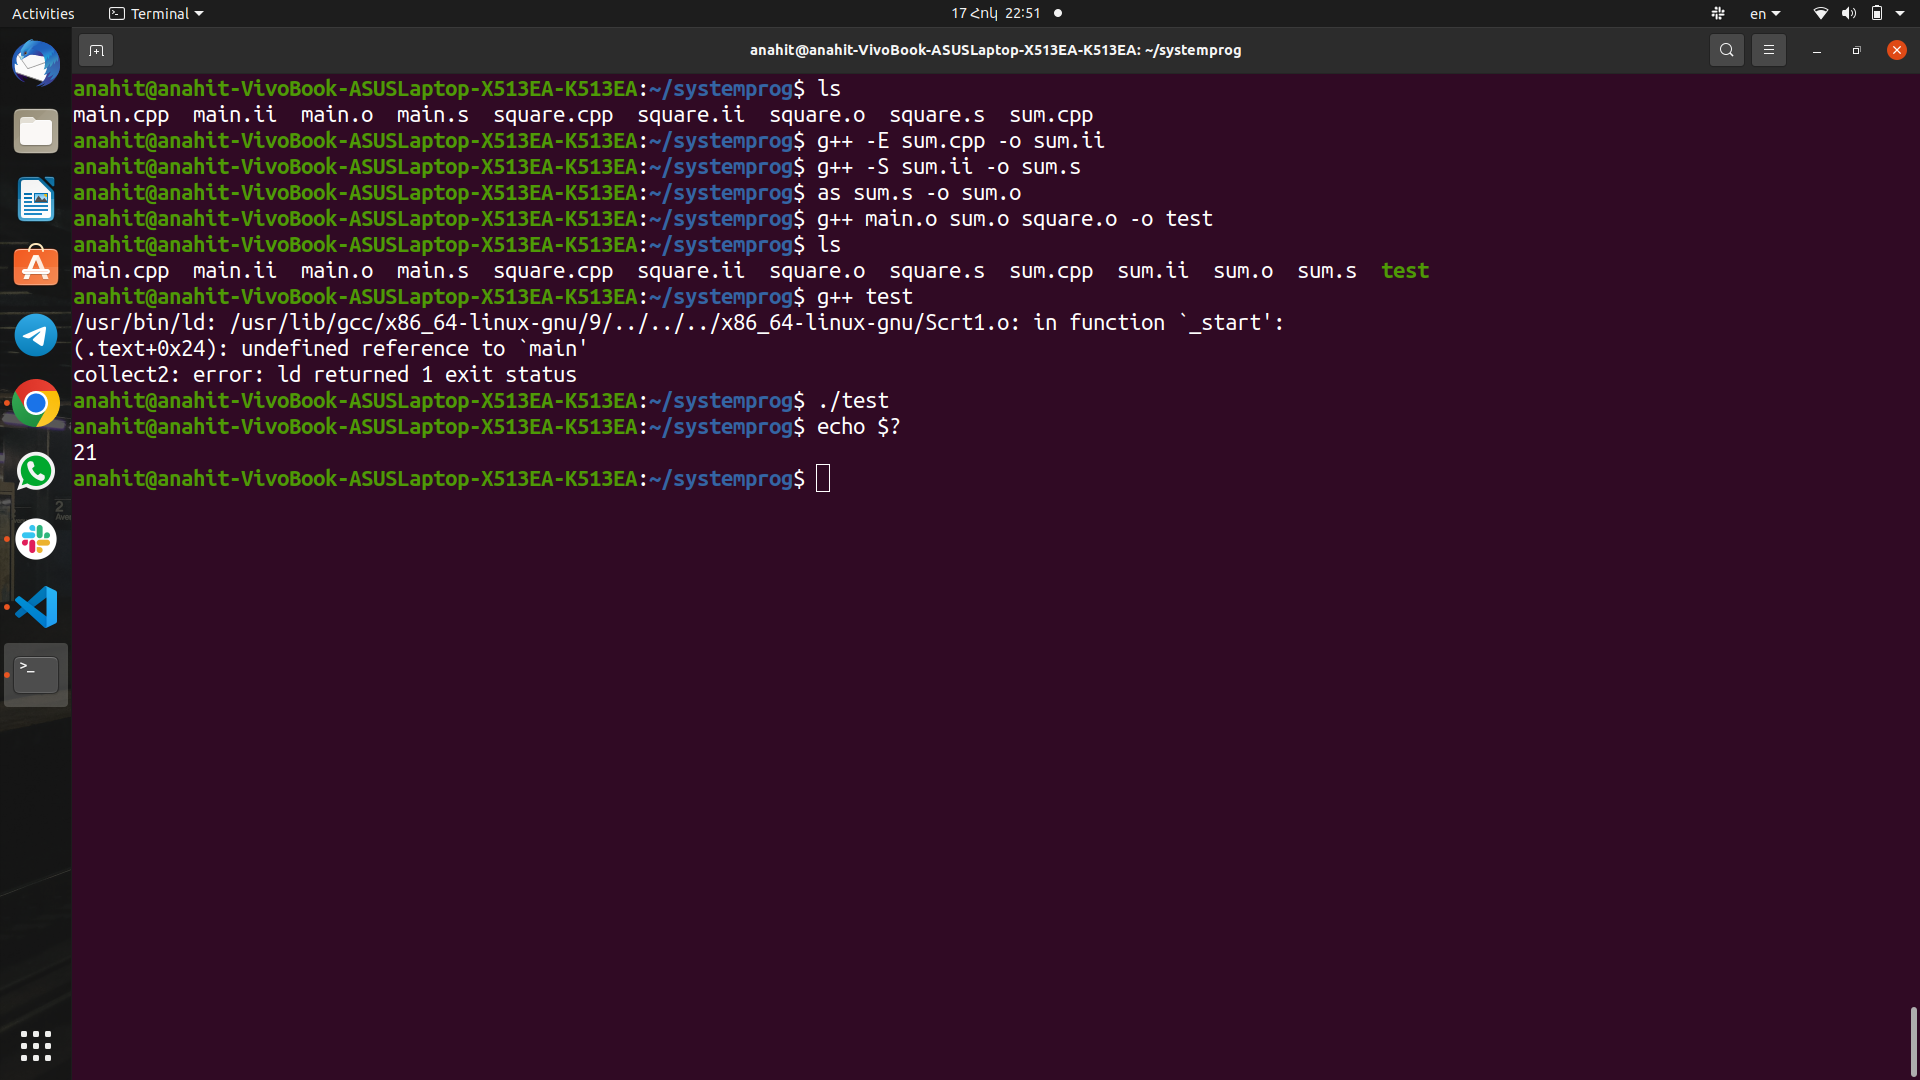 Activities
Terminal
17 Հոկ 22:51
en
anahit@anahit-VivoBook-ASUSLaptop-X513EA-K513EA: ~/systemprog
anahit@anahit-VivoBook-ASUSLaptop-X513EA-K513EA:~/systemprog$ ls
main.cpp  main.ii  main.o  main.s  square.cpp  square.ii  square.o  square.s  sum.cpp
anahit@anahit-VivoBook-ASUSLaptop-X513EA-K513EA:~/systemprog$ g++ -E sum.cpp -o sum.ii
anahit@anahit-VivoBook-ASUSLaptop-X513EA-K513EA:~/systemprog$ g++ -S sum.ii -o sum.s
anahit@anahit-VivoBook-ASUSLaptop-X513EA-K513EA:~/systemprog$ as sum.s -o sum.o
anahit@anahit-VivoBook-ASUSLaptop-X513EA-K513EA:~/systemprog$ g++ main.o sum.o square.o -o test
anahit@anahit-VivoBook-ASUSLaptop-X513EA-K513EA:~/systemprog$ ls
main.cpp  main.ii  main.o  main.s  square.cpp  square.ii  square.o  square.s  sum.cpp  sum.ii  sum.o  sum.s  test
anahit@anahit-VivoBook-ASUSLaptop-X513EA-K513EA:~/systemprog$ g++ test
/usr/bin/ld: /usr/lib/gcc/x86_64-linux-gnu/9/../../../x86_64-linux-gnu/Scrt1.o: in function `_start':
(.text+0x24): undefined reference to `main'
collect2: error: ld returned 1 exit status
anahit@anahit-VivoBook-ASUSLaptop-X513EA-K513EA:~/systemprog$ ./test
anahit@anahit-VivoBook-ASUSLaptop-X513EA-K513EA:~/systemprog$ echo $?
21
anahit@anahit-VivoBook-ASUSLaptop-X513EA-K513EA:~/systemprog$